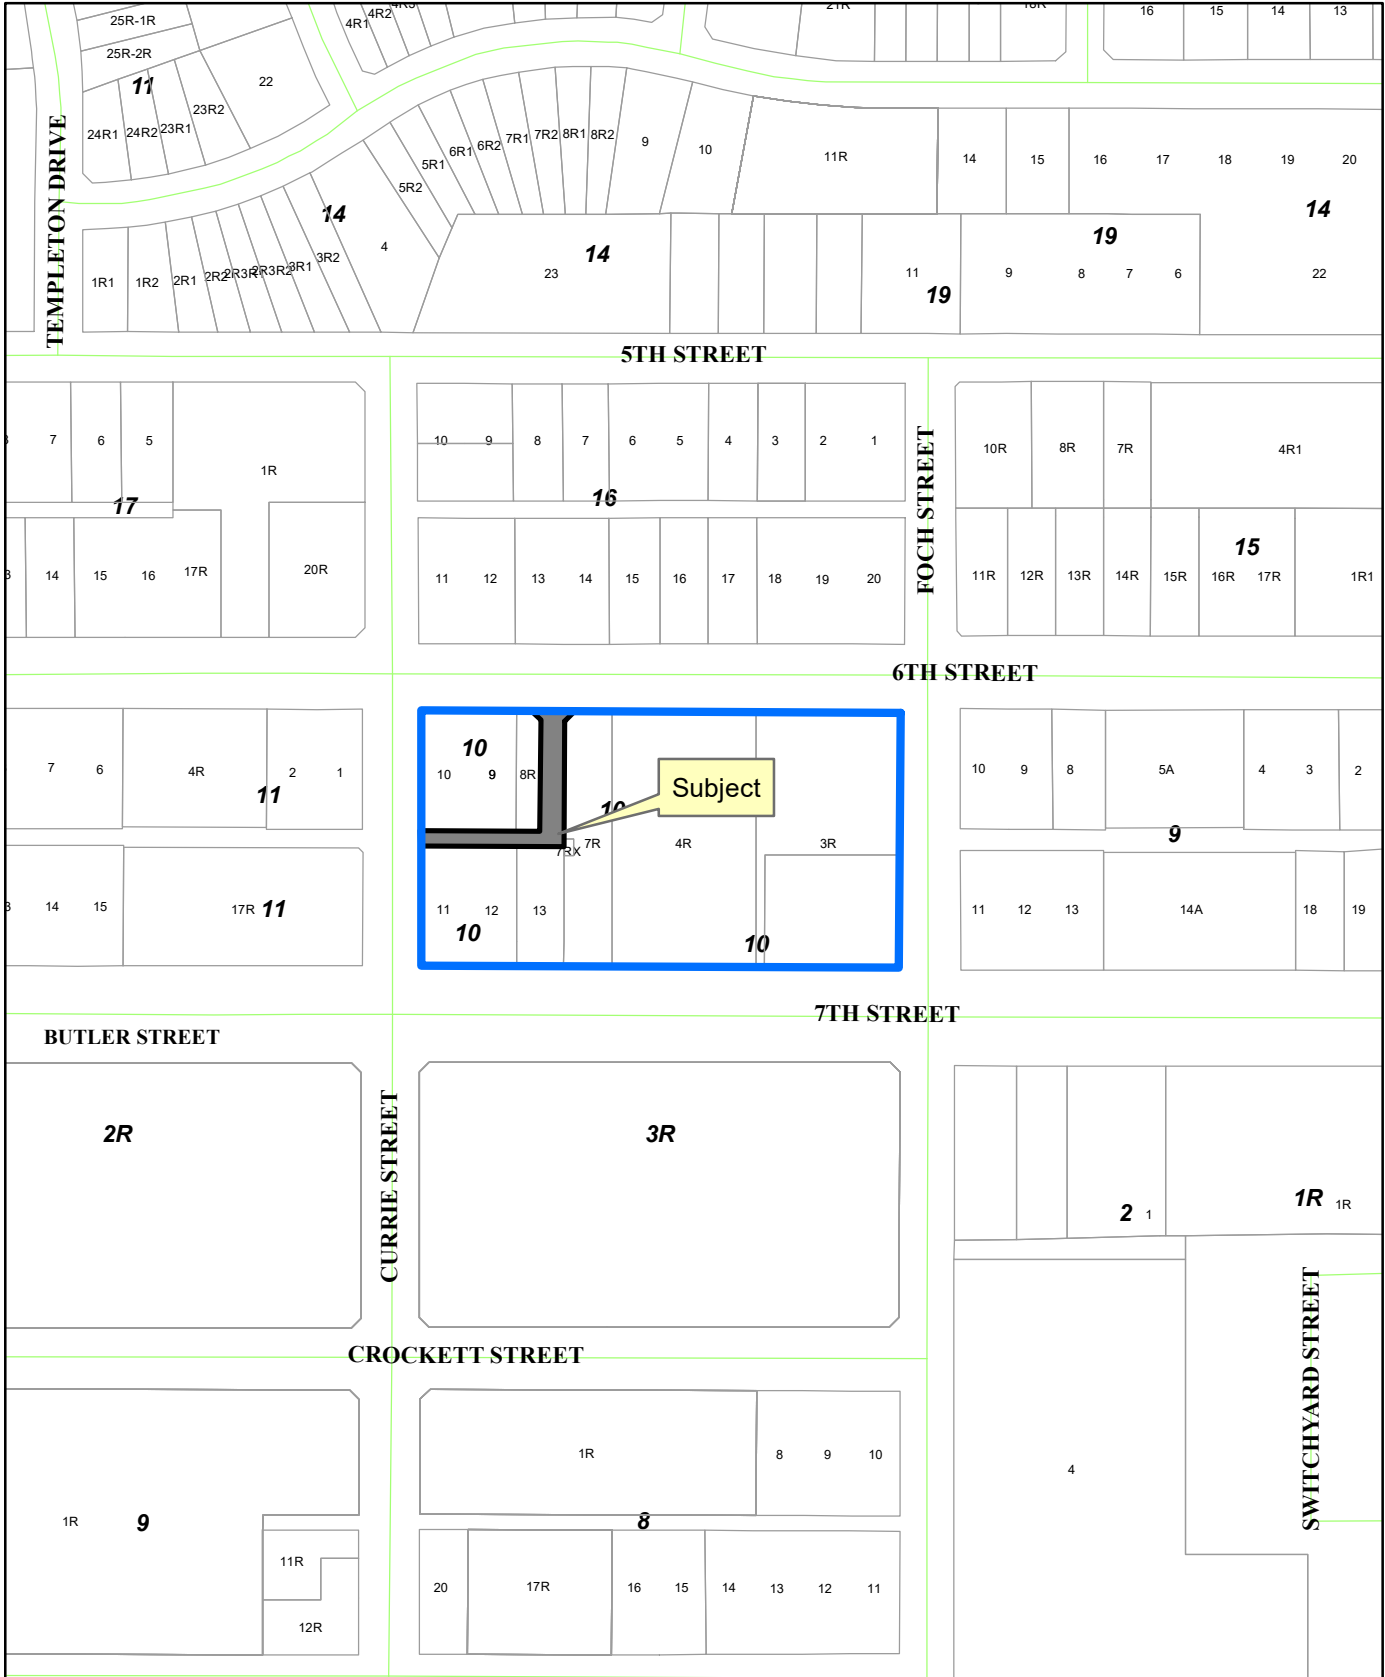 25R-1R
25R-2R
4R1
4R2
16
15
14
13
11
22
23R2
24R1
24R2
23R1
TEMPLETON DRIVE
5R2
5R1
6R1
6R2
7R1
7R2
8R1
8R2
9
10
11R
14
15
16
17
18
19
20
14
14
14
19
19
1R1
1R2
2R1
2R2
2R3R1
2R3R2
3R1
3R2
4
23
11
9
8
7
6
22
5TH STREET
7
6
5
1R
17
14
15
16
17R
20R
10
9
8
7
6
5
4
3
2
1
16
11
12
13
14
15
16
17
18
19
20
FOCH STREET
10R
8R
7R
4R1
15
11R
12R
13R
14R
15R
16R
17R
1R1
6TH STREET
7
6
4R
2
1
11
14
15
17R
11
10
10
9
8R
10
Subject
7RX
7R
4R
3R
11
12
13
10
10
10
9
8
5A
4
3
2
9
11
12
13
14A
18
19
7TH STREET
BUTLER STREET
2R
CURRIE STREET
3R
2
1
1R
1R
CROCKETT STREET
SWITCHYARD STREET
1R
9
11R
12R
1R
8
9
10
8
20
17R
16
15
14
13
12
11
4